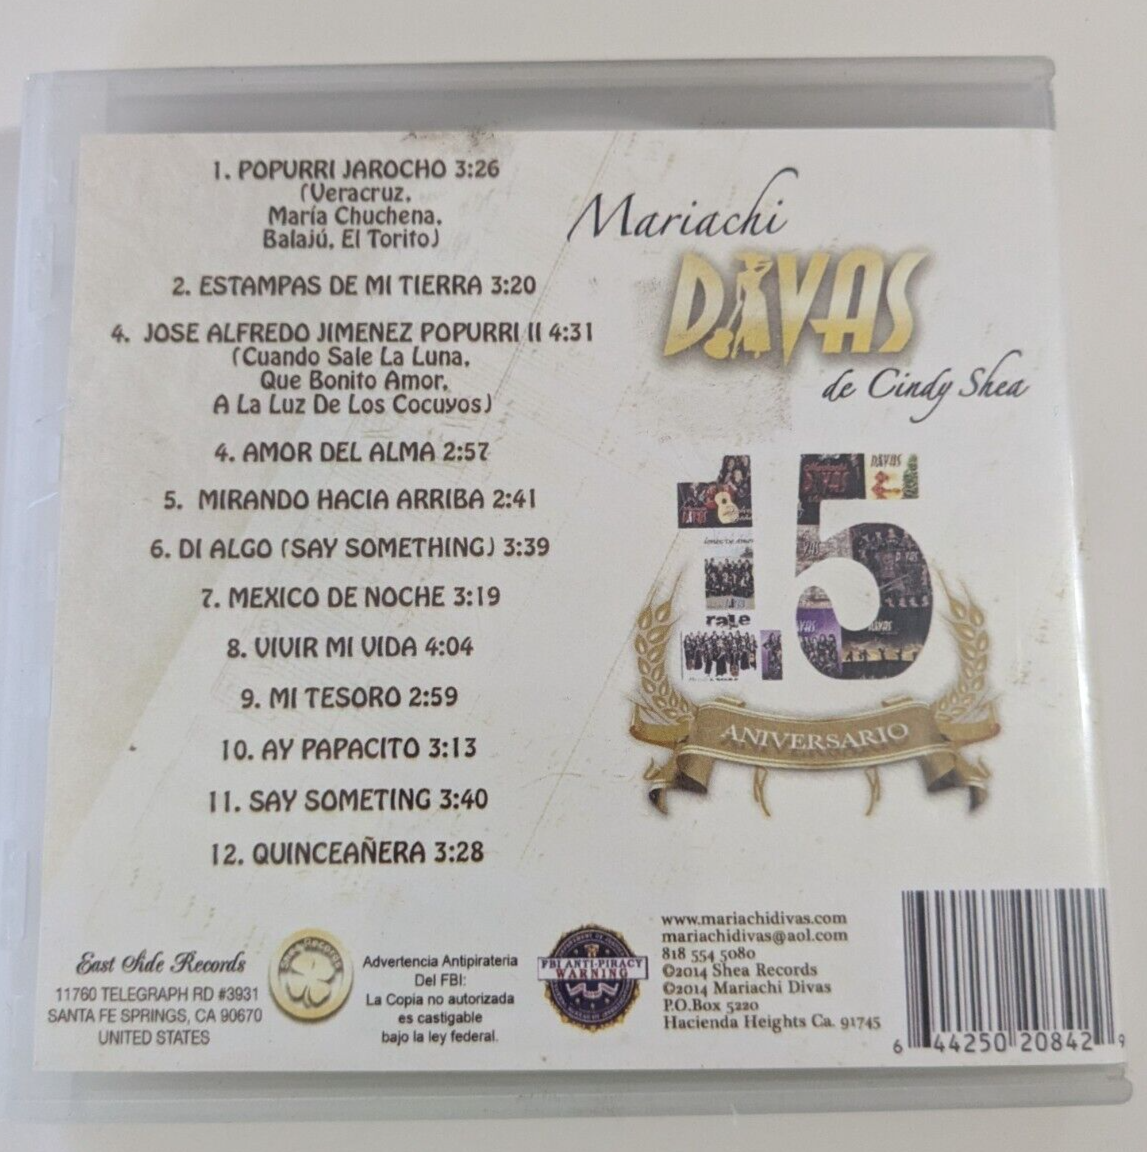 1. POPURRI JAROCHO 3:26
(Veracruz,
María Chuchena,
Balajú, El Torito)
2. ESTAMPAS DE MI TIERRA 3:20
4. JOSE ALFREDO JIMENEZ POPURRI II 4:31
(Cuando Sale La Luna,
Que Bonito Amor,
A La Luz De Los Cocuyos)
4. AMOR DEL ALMA 2:57
5. MIRANDO HACIA ARRIBA 2:41
6. DI ALGO (SAY SOMETHING) 3:39
7. MEXICO DE NOCHE 3:19
8. VIVIR MI VIDA 4:04
9. MI TESORO 2:59
10. AY PAPACITO 3:13
11. SAY SOMETING 3:40
12. QUINCEAÑERA 3:28
Mariachi
DIVAS
de Cindy Shea
15
ANIVERSARIO
East Side Records
11760 TELEGRAPH RD #3931
SANTA FE SPRINGS, CA 90670
UNITED STATES
Shea Records
Advertencia Antipirateria
Del FBI:
La Copia no autorizada
es castigable
bajo la ley federal.
FBI ANTI-PIRACY
WARNING
www.mariachidivas.com
mariachidivas@aol.com
818 554 5080
©2014 Shea Records
©2014 Mariachi Divas
P.O.Box 5220
Hacienda Heights Ca. 91745
6 44250 20842 9